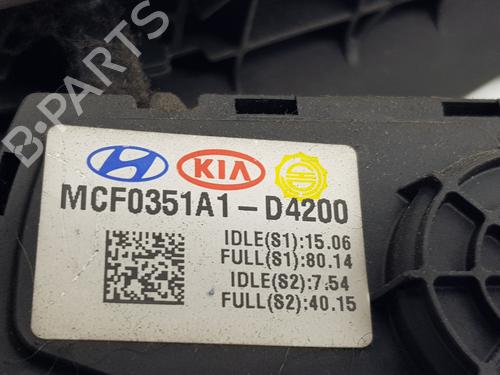 B-PARTS
KIA
MCF0351A1-D4200
IDLE(S1):15.06
FULL(S1):80.14
IDLE(S2):7.54
FULL(S2):40.15